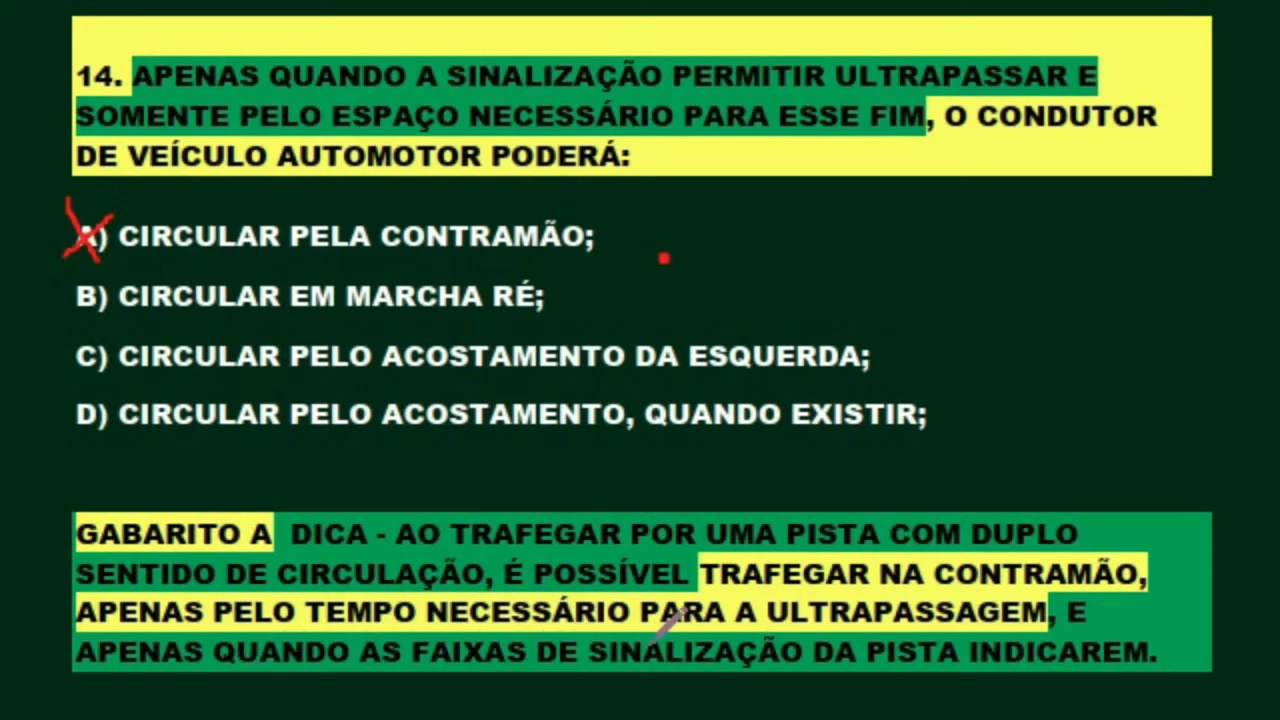 14. APENAS QUANDO A SINALIZAÇÃO PERMITIR ULTRAPASSAR E
SOMENTE PELO ESPAÇO NECESSÁRIO PARA ESSE FIM, O CONDUTOR
DE VEÍCULO AUTOMOTOR PODERÁ:
A) CIRCULAR PELA CONTRAMÃO;
B) CIRCULAR EM MARCHA RÉ;
C) CIRCULAR PELO ACOSTAMENTO DA ESQUERDA;
D) CIRCULAR PELO ACOSTAMENTO, QUANDO EXISTIR;
GABARITO A DICA - AO TRAFEGAR POR UMA PISTA COM DUPLO
SENTIDO DE CIRCULAÇÃO, É POSSÍVEL TRAFEGAR NA CONTRAMÃO,
APENAS PELO TEMPO NECESSÁRIO PARA A ULTRAPASSAGEM, E
APENAS QUANDO AS FAIXAS DE SINALIZAÇÃO DA PISTA INDICAREM.